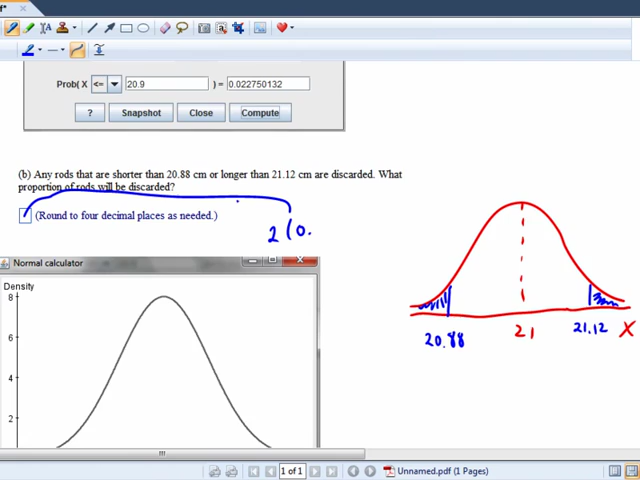 Prob( X <= 20.9 ) = 0.022750132
? Snapshot Close Compute
(b) Any rods that are shorter than 20.88 cm or longer than 21.12 cm are discarded. What
proportion of rods will be discarded?
(Round to four decimal places as needed.)
2 (0.
Normal calculator
Density
8
6
4
2
20.88
21
21.12
X
1 of 1
Unnamed.pdf (1 Pages)